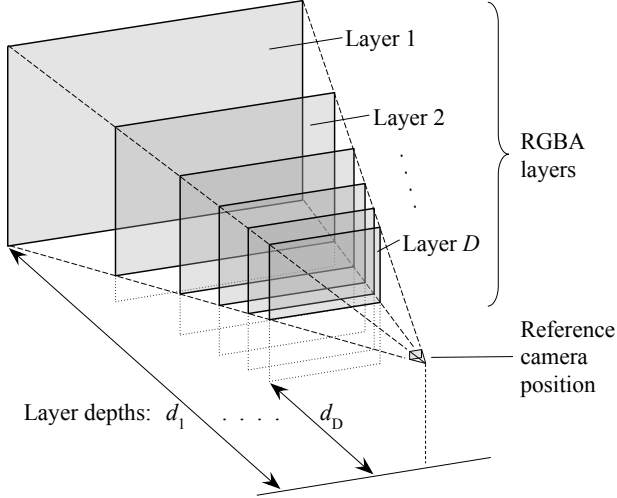 Layer 1
Layer 2
RGBA
layers
Layer D
Reference
camera
position
Layer depths: d1 . . . . dD